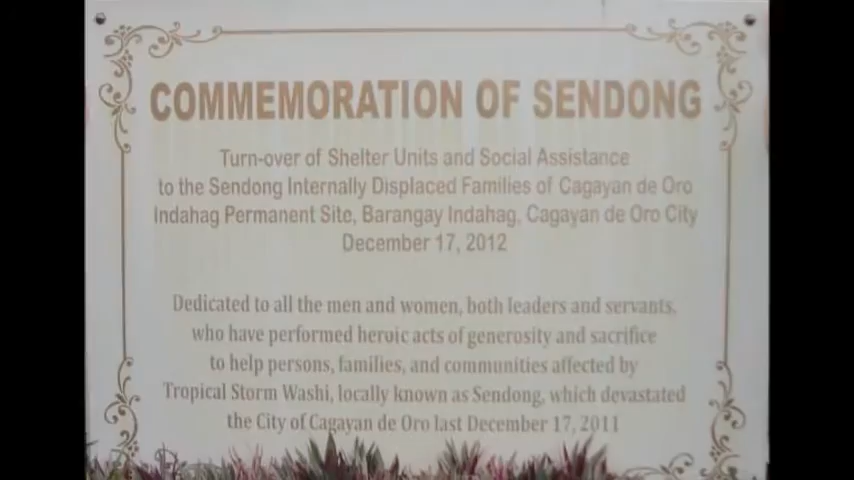 COMMEMORATION OF SENDONG
Turn-over of Shelter Units and Social Assistance
to the Sendong Internally Displaced Families of Cagayan de Oro
Indahag Permanent Site, Barangay Indahag, Cagayan de Oro City
December 17, 2012
Dedicated to all the men and women, both leaders and servants,
who have performed heroic acts of generosity and sacrifice
to help persons, families, and communities affected by
Tropical Storm Washi, locally known as Sendong, which devastated
the City of Cagayan de Oro last December 17, 2011